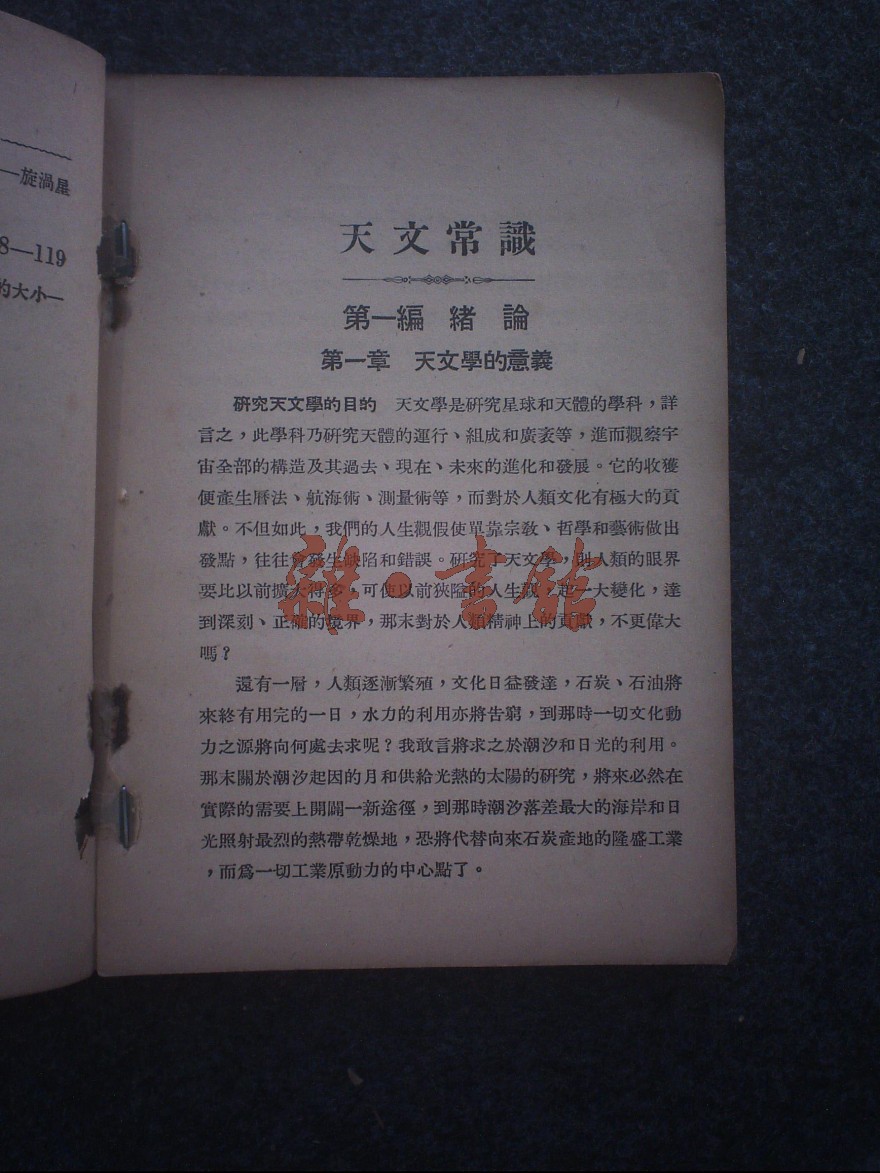 —旋渦星
8—119
的大小—
天文常識
第一編 緒論
第一章 天文學的意義
研究天文學的目的 天文學是研究星球和天體的學科，詳
言之，此學科乃研究天體的運行、組成和廣袤等，進而觀察宇
宙全部的構造及其過去、現在、未來的進化和發展。它的收獲
便產生曆法、航海術、測量術等，而對於人類文化有極大的貢
獻。不但如此，我們的人生觀假使單靠宗教、哲學和藝術做出
發點，往往會發生缺陷和錯誤。研究了天文學，則人類的眼界
要比以前擴大得多，可使以前狹隘的人生觀，起一大變化，達
到深刻、正確的境界，那末對於人類精神上的貢獻，不更偉大
嗎？
還有一層，人類逐漸繁殖，文化日益發達，石炭、石油將
來終有用完的一日，水力的利用亦將告窮，到那時一切文化動
力之源將向何處去求呢？我敢言將求之於潮汐和日光的利用。
那末關於潮汐起因的月和供給光熱的太陽的研究，將來必然在
實際的需要上開闢一新途徑，到那時潮汐落差最大的海岸和日
光照射最烈的熱帶乾燥地，恐將代替向來石炭產地的隆盛工業
，而爲一切工業原動力的中心點了。
雜·書館